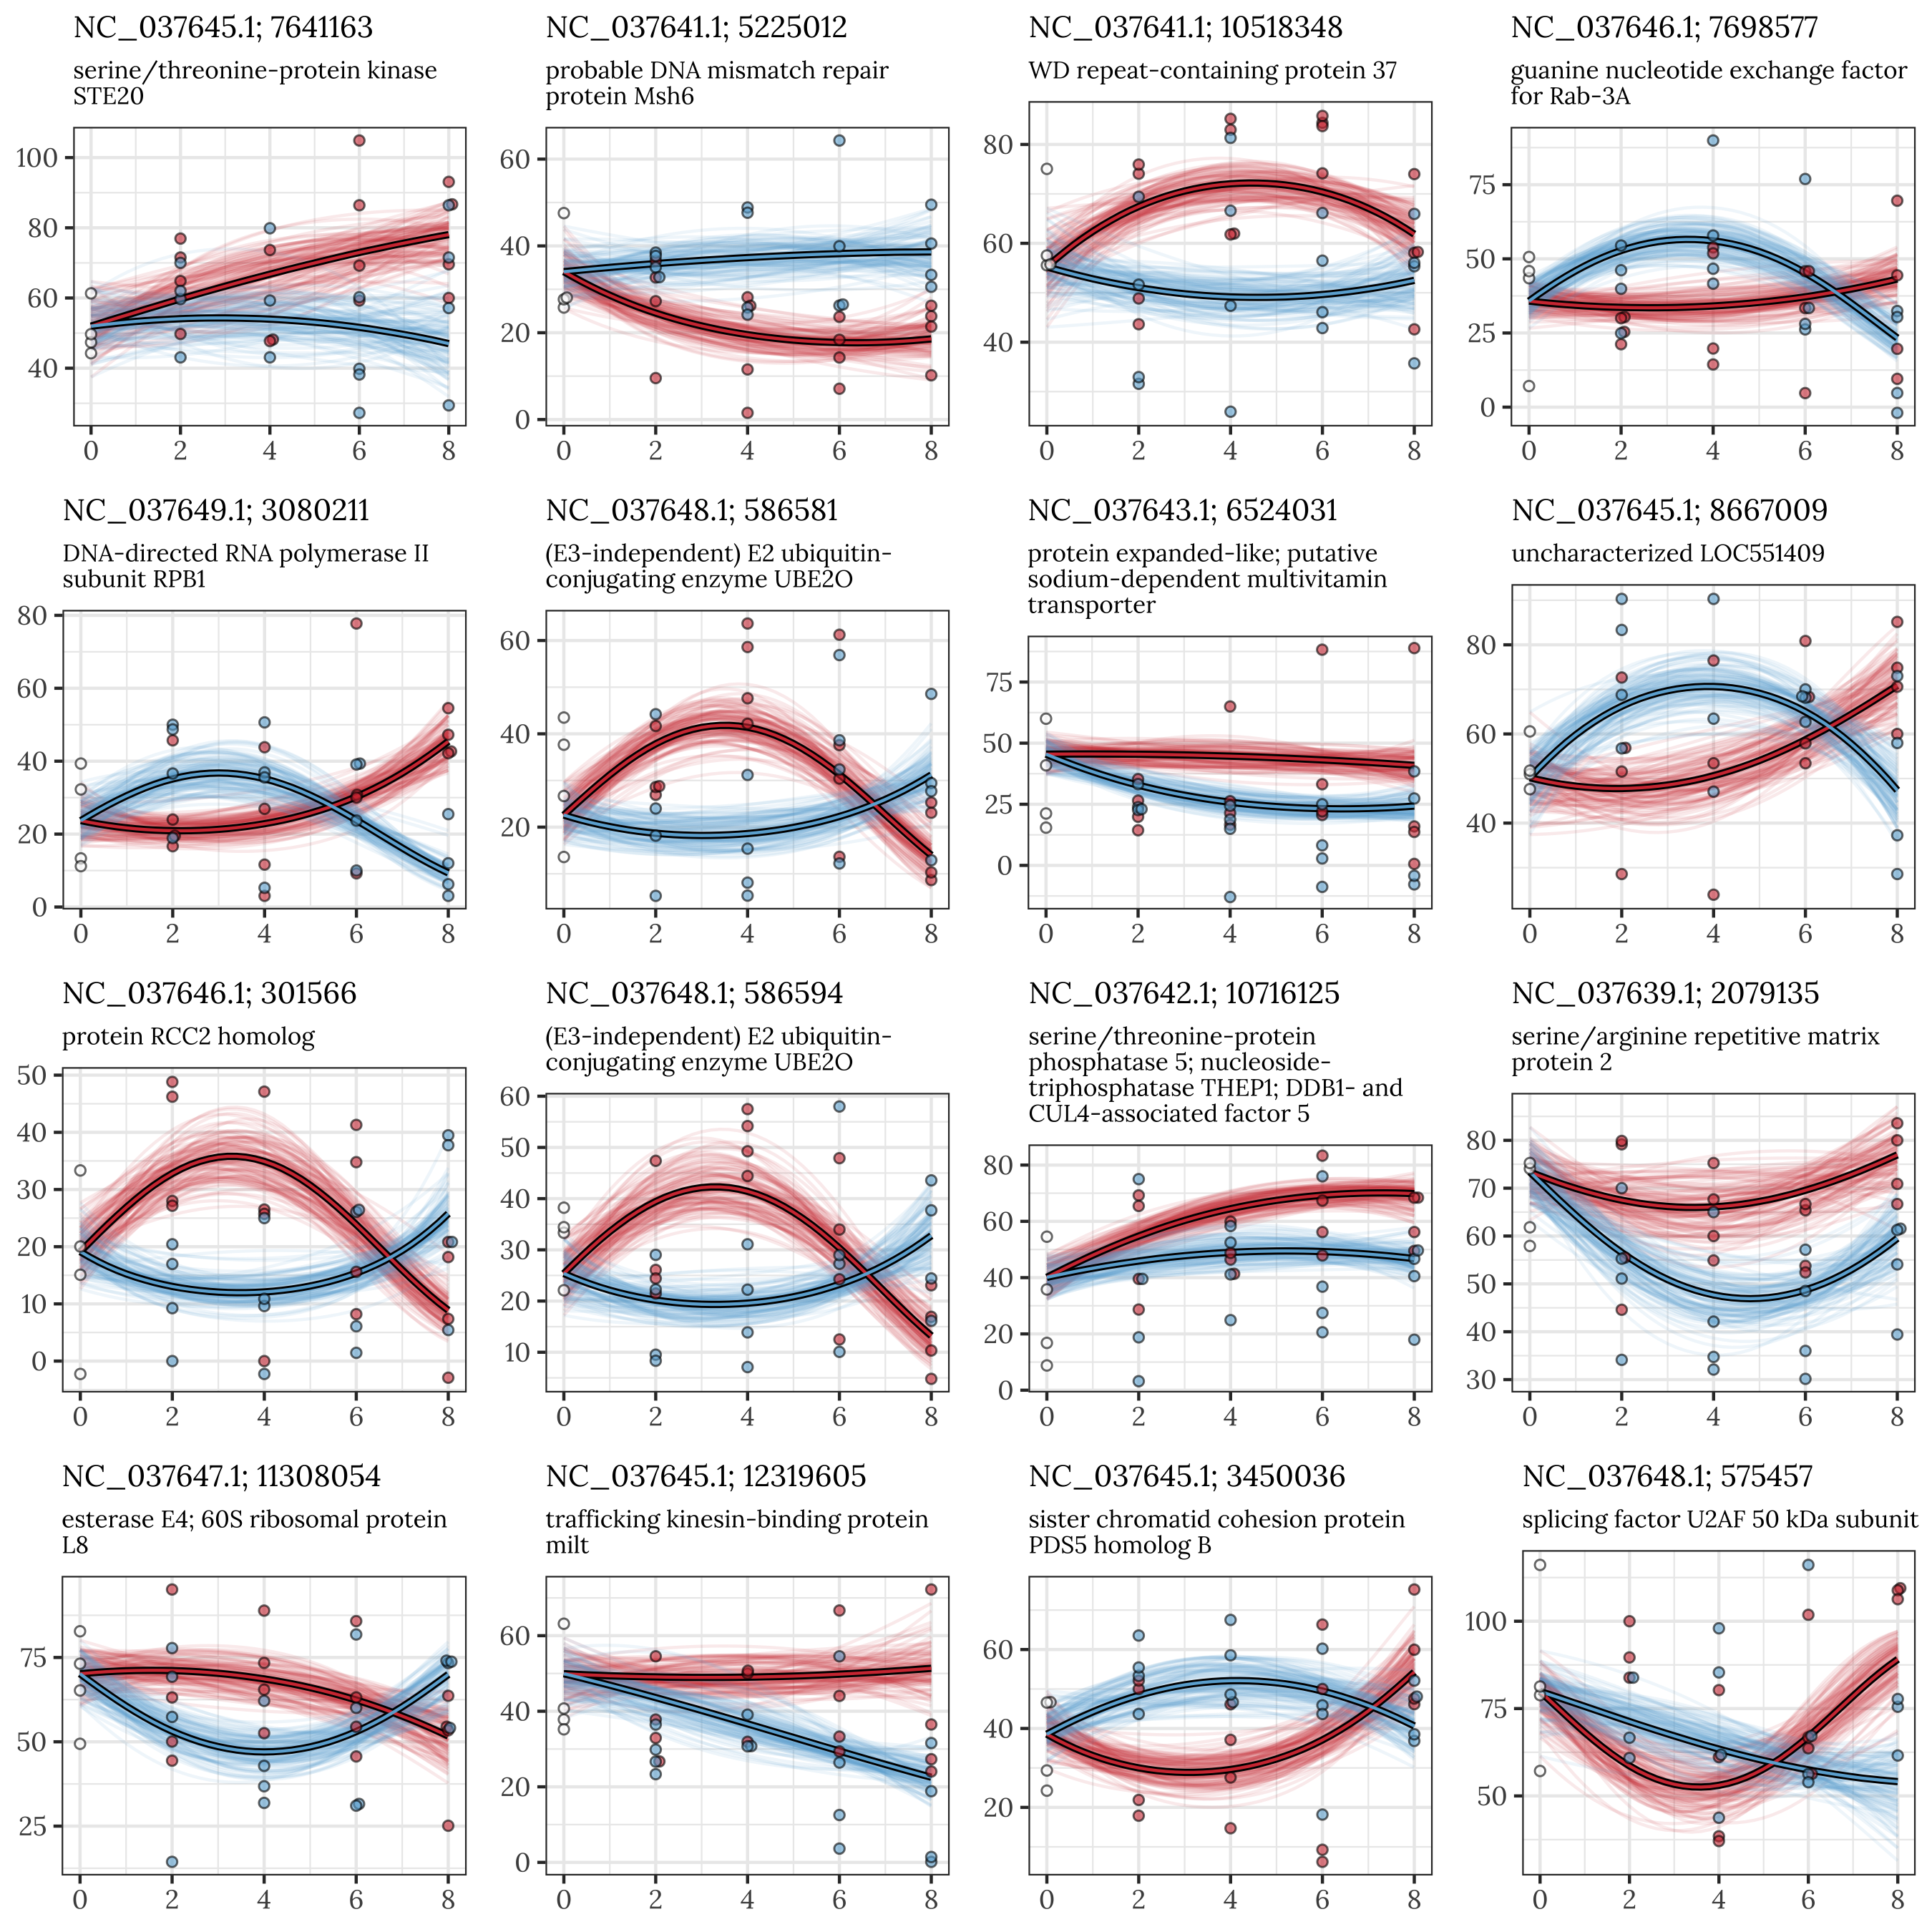 NC_037645.1; 7641163
serine/threonine-protein kinase
STE20
100
80
60
40
0 2 4 6 8
NC_037641.1; 5225012
probable DNA mismatch repair
protein Msh6
60
40
20
0
0 2 4 6 8
NC_037641.1; 10518348
WD repeat-containing protein 37
80
60
40
0 2 4 6 8
NC_037646.1; 7698577
guanine nucleotide exchange factor
for Rab-3A
75
50
25
0
0 2 4 6 8
NC_037649.1; 3080211
DNA-directed RNA polymerase II
subunit RPB1
80
60
40
20
0
0 2 4 6 8
NC_037648.1; 586581
(E3-independent) E2 ubiquitin-
conjugating enzyme UBE2O
60
40
20
0 2 4 6 8
NC_037643.1; 6524031
protein expanded-like; putative
sodium-dependent multivitamin
transporter
75
50
25
0
0 2 4 6 8
NC_037645.1; 8667009
uncharacterized LOC551409
80
60
40
0 2 4 6 8
NC_037646.1; 301566
protein RCC2 homolog
50
40
30
20
10
0
0 2 4 6 8
NC_037648.1; 586594
(E3-independent) E2 ubiquitin-
conjugating enzyme UBE2O
60
50
40
30
20
10
0 2 4 6 8
NC_037642.1; 10716125
serine/threonine-protein
phosphatase 5; nucleoside-
triphosphatase THEP1; DDB1- and
CUL4-associated factor 5
80
60
40
20
0
0 2 4 6 8
NC_037639.1; 2079135
serine/arginine repetitive matrix
protein 2
80
70
60
50
40
30
0 2 4 6 8
NC_037647.1; 11308054
esterase E4; 60S ribosomal protein
L8
75
50
25
0 2 4 6 8
NC_037645.1; 12319605
trafficking kinesin-binding protein
milt
60
40
20
0
0 2 4 6 8
NC_037645.1; 3450036
sister chromatid cohesion protein
PDS5 homolog B
60
40
20
0 2 4 6 8
NC_037648.1; 575457
splicing factor U2AF 50 kDa subunit
100
75
50
0 2 4 6 8